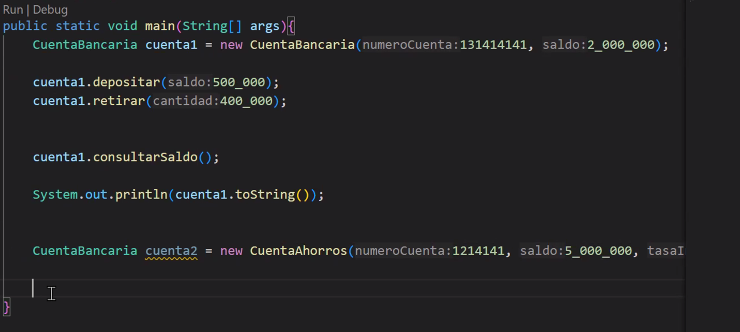 Run | Debug
public static void main(String[] args){
CuentaBancaria cuenta1 = new CuentaBancaria(numeroCuenta:131414141, saldo:2_000_000);
cuenta1.depositar(saldo:500_000);
cuenta1.retirar(cantidad:400_000);
cuenta1.consultarSaldo();
System.out.println(cuenta1.toString());
CuentaBancaria cuenta2 = new CuentaAhorros(numeroCuenta:1214141, saldo:5_000_000, tasaI
}